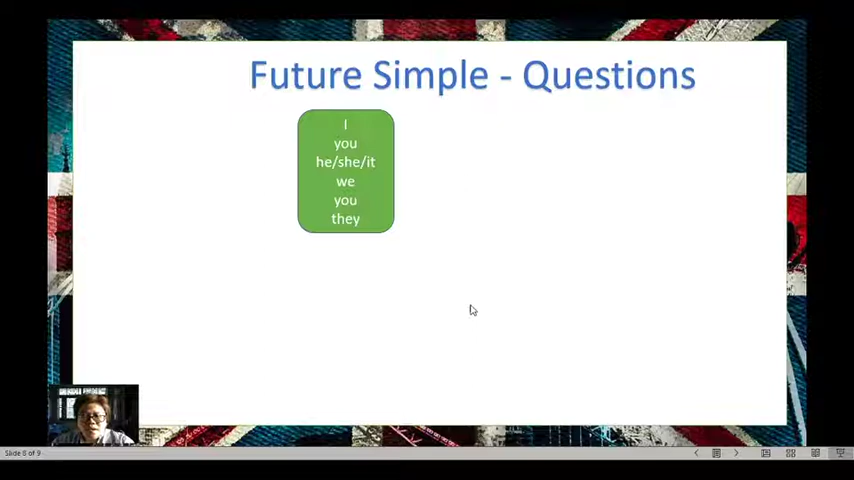 Future Simple - Questions
I
you
he/she/it
we
you
they
Slide 8 of 9